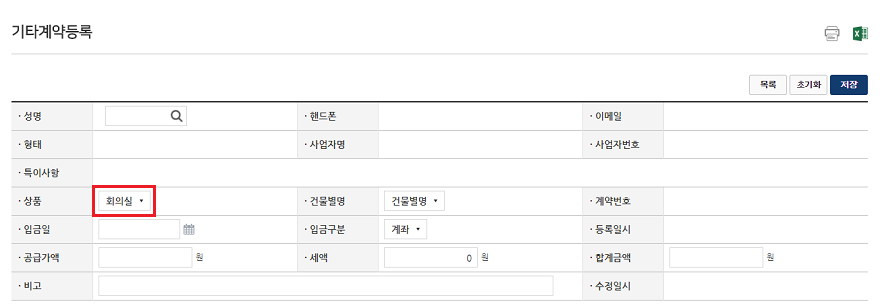 기타계약등록
목록 초기화 저장
· 성명 · 핸드폰 · 이메일
· 형태 · 사업자명 · 사업자번호
· 특이사항
· 상품 회의실 · 건물별명 건물별명 · 계약번호
· 입금일 · 입금구분 계좌 · 등록일시
· 공급가액 원 · 세액 0 원 · 합계금액 원
· 비고 · 수정일시